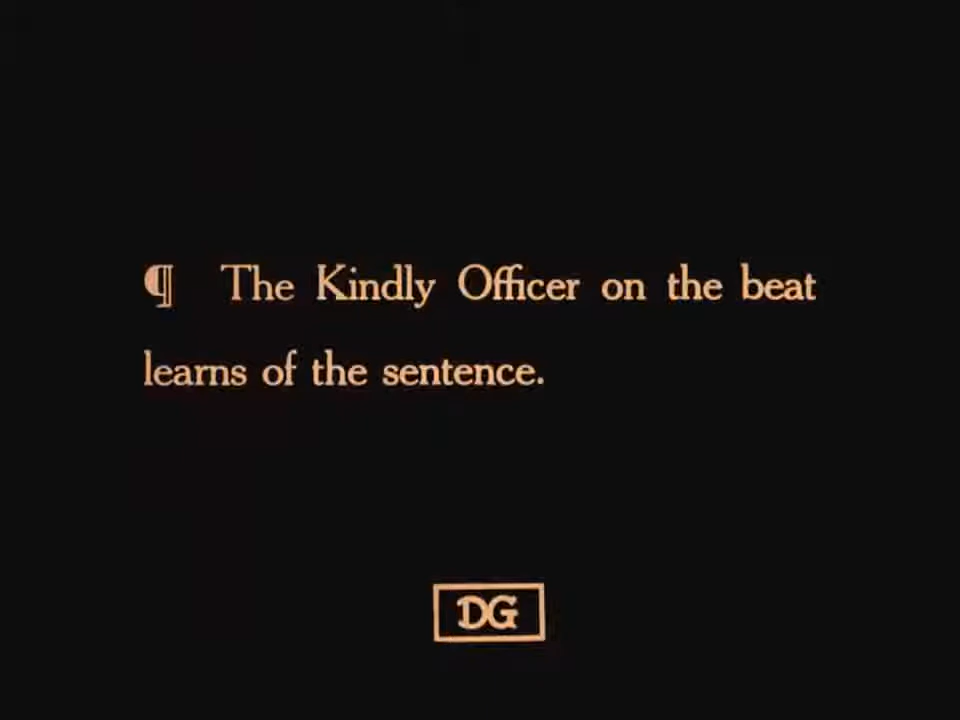 ¶ The Kindly Officer on the beat
learns of the sentence.
DG